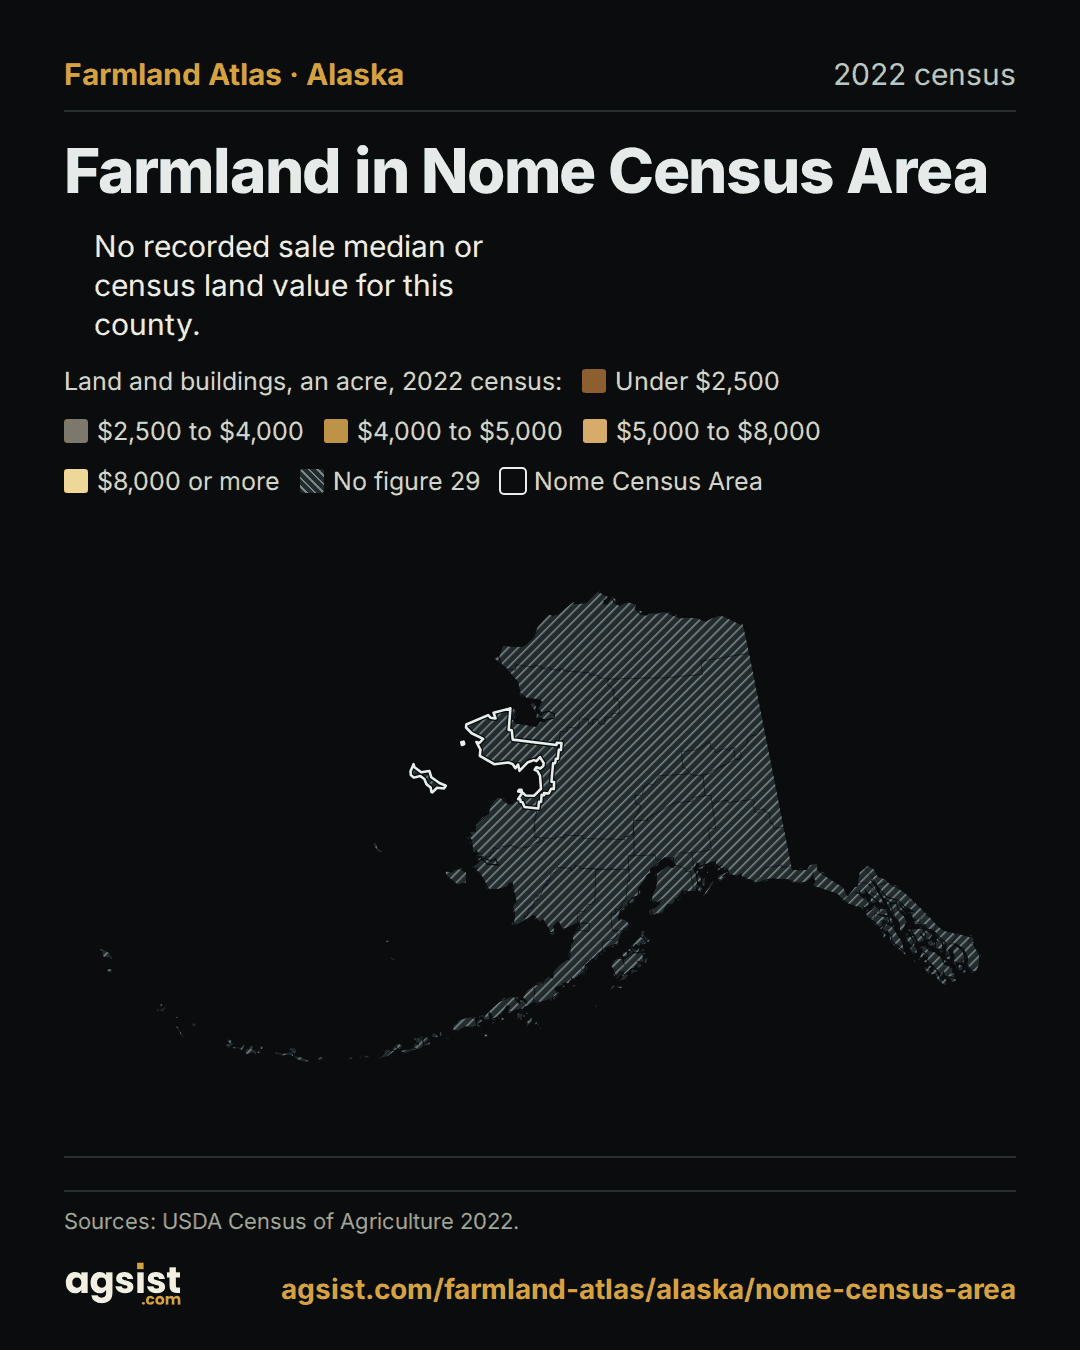 Farmland Atlas · Alaska
2022 census
Farmland in Nome Census Area
No recorded sale median or
census land value for this
county.
Land and buildings, an acre, 2022 census: Under $2,500
$2,500 to $4,000 $4,000 to $5,000 $5,000 to $8,000
$8,000 or more No figure 29 Nome Census Area
Sources: USDA Census of Agriculture 2022.
agsist.com
agsist.com/farmland-atlas/alaska/nome-census-area